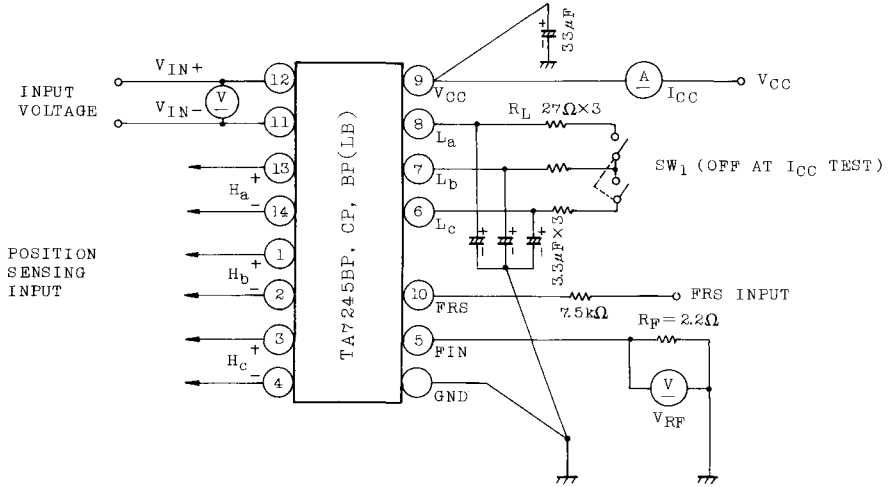 33μF
V_IN+
12
9
V_CC
A
I_CC
V_CC
INPUT
VOLTAGE
V
V_IN-
11
8
L_a
R_L 27Ω×3
13
H_a
+
-
14
7
L_b
SW_1 (OFF AT I_CC TEST)
6
L_c
3.3μF×3
POSITION
SENSING
INPUT
1
H_b
+
-
2
TA7245BP, CP, BP(LB)
10
FRS
7.5kΩ
FRS INPUT
3
H_c
+
-
4
5
FIN
R_F=2.2Ω
V
V_RF
GND